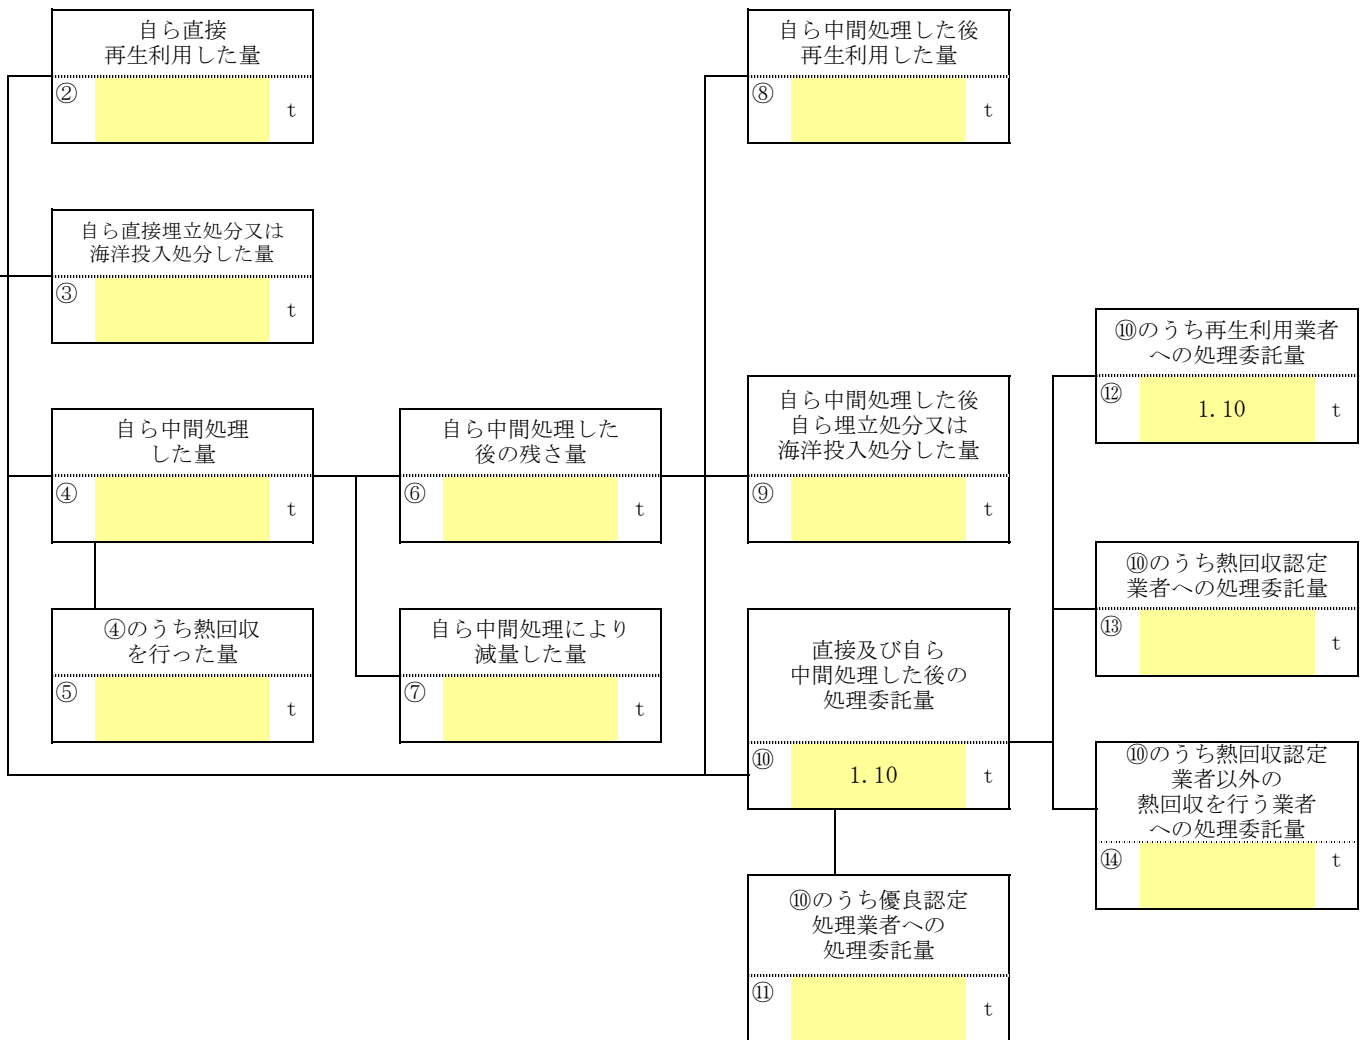 自ら直接
再生利用した量
②
t
自ら中間処理した後
再生利用した量
⑧
t
自ら直接埋立処分又は
海洋投入処分した量
③
t
⑩のうち再生利用業者
への処理委託量
⑫
1.10
t
自ら中間処理
した量
④
t
自ら中間処理した
後の残さ量
⑥
t
自ら中間処理した後
自ら埋立処分又は
海洋投入処分した量
⑨
t
⑩のうち熱回収認定
業者への処理委託量
⑬
t
④のうち熱回収
を行った量
⑤
t
自ら中間処理により
減量した量
⑦
t
直接及び自ら
中間処理した後の
処理委託量
⑩
1.10
t
⑩のうち熱回収認定
業者以外の
熱回収を行う業者
への処理委託量
⑭
t
⑩のうち優良認定
処理業者への
処理委託量
⑪
t